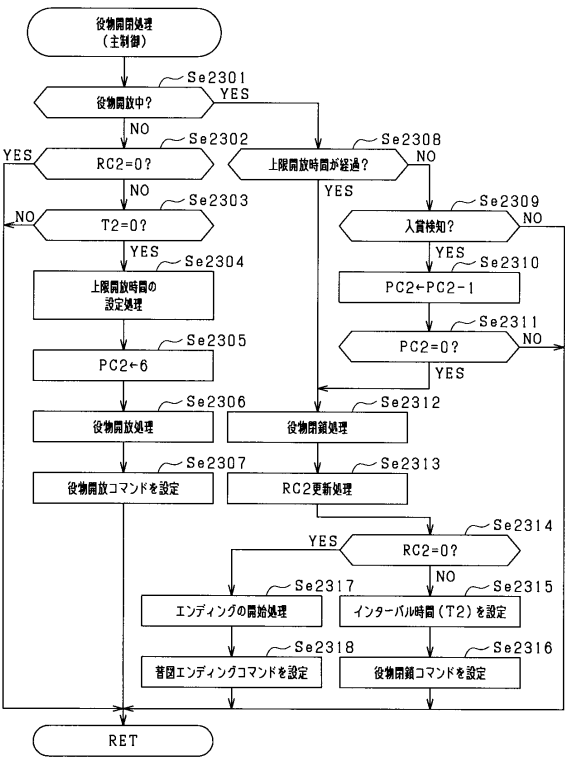 役物開閉処理
(主制御)
Se2301
役物開放中?
YES
NO
Se2302
RC2=0?
YES
NO
Se2303
T2=0?
NO
YES
Se2304
上限開放時間の
設定処理
Se2305
PC2←6
Se2306
役物開放処理
Se2307
役物開放コマンドを設定
Se2308
上限開放時間が経過?
NO
YES
Se2309
入賞検知?
NO
YES
Se2310
PC2←PC2-1
Se2311
PC2=0?
NO
YES
Se2312
役物閉鎖処理
Se2313
RC2更新処理
Se2314
RC2=0?
YES
NO
Se2317
エンディングの開始処理
Se2315
インターバル時間(T2)を設定
Se2318
普図エンディングコマンドを設定
Se2316
役物閉鎖コマンドを設定
RET